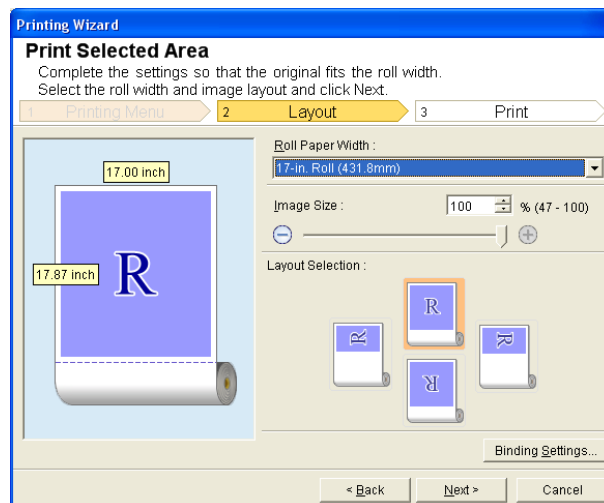 Printing Wizard
Print Selected Area
Complete the settings so that the original fits the roll width.
Select the roll width and image layout and click Next.
1 Printing Menu 2 Layout 3 Print
Roll Paper Width :
17-in. Roll (431.8mm)
17.00 inch
Image Size : 100 % (47 - 100)
17.87 inch
R
Layout Selection :
R
R
R
R
Binding Settings...
< Back Next > Cancel